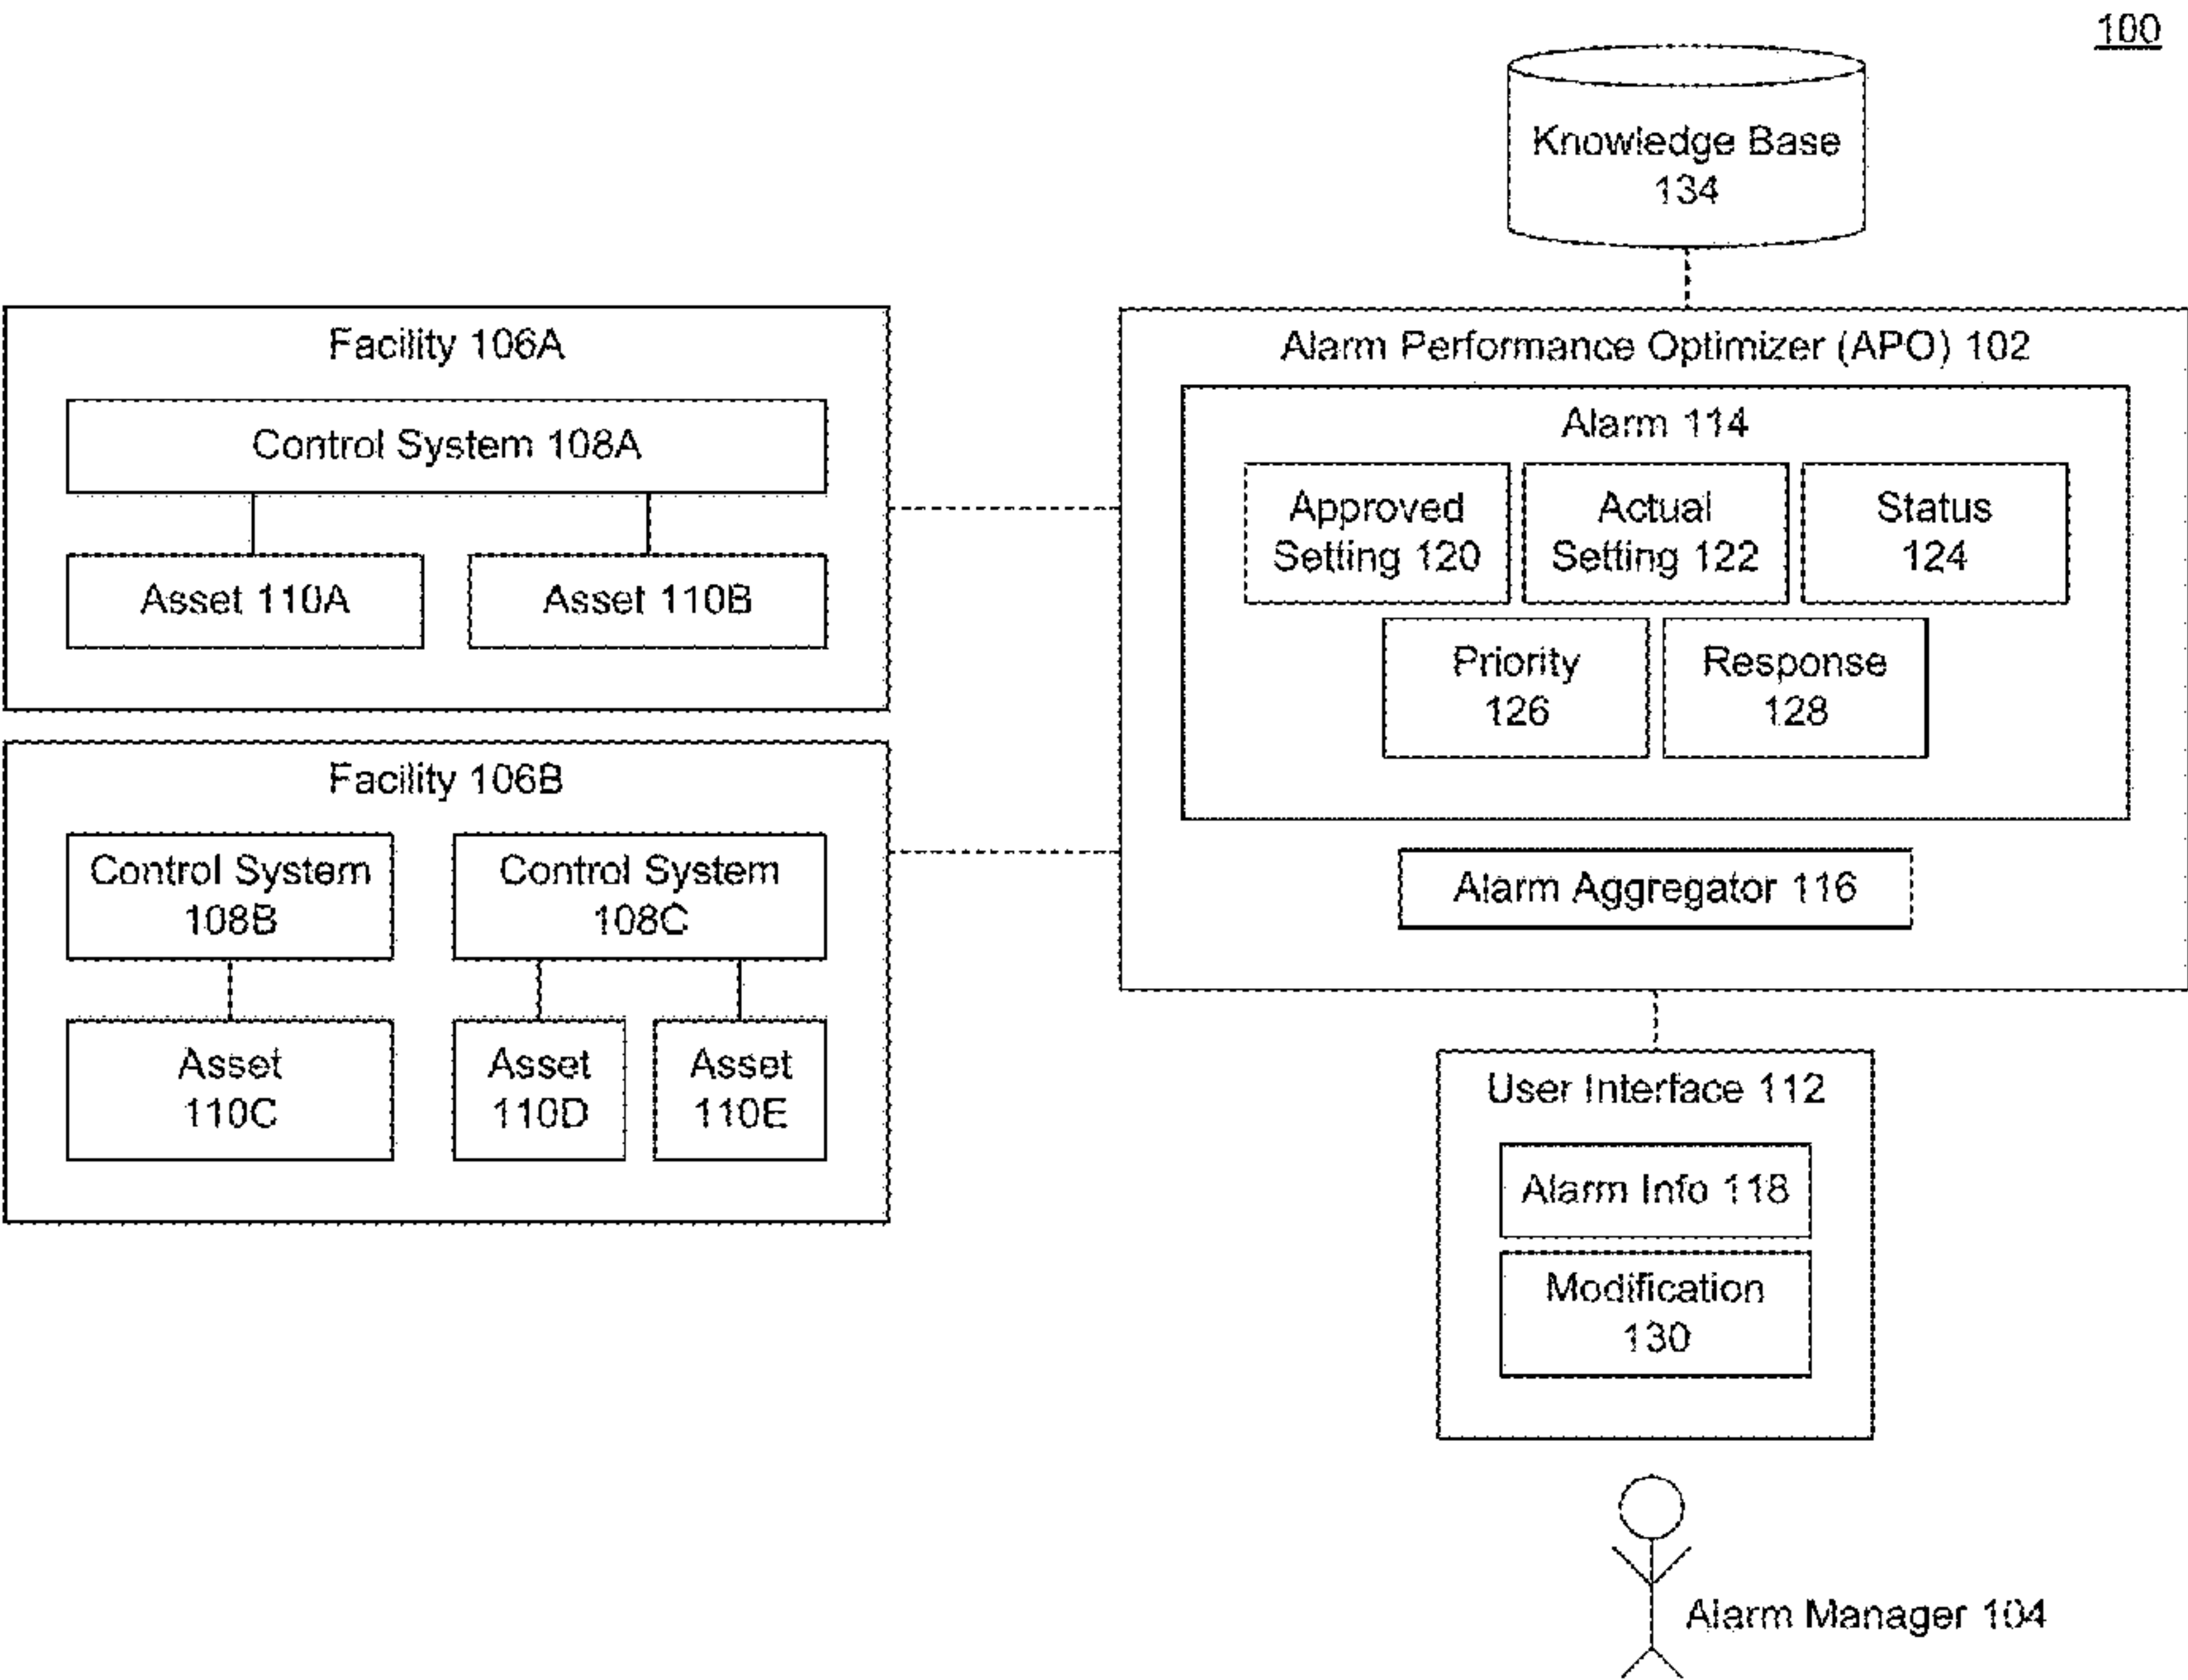 100
Knowledge Base
134
Facility 106A
Control System 108A
Asset 110A
Asset 110B
Facility 106B
Control System
108B
Control System
108C
Asset
110C
Asset
110D
Asset
110E
Alarm Performance Optimizer (APO) 102
Alarm 114
Approved
Setting 120
Actual
Setting 122
Status
124
Priority
126
Response
128
Alarm Aggregator 116
User Interface 112
Alarm Info 118
Modification
130
Alarm Manager 104